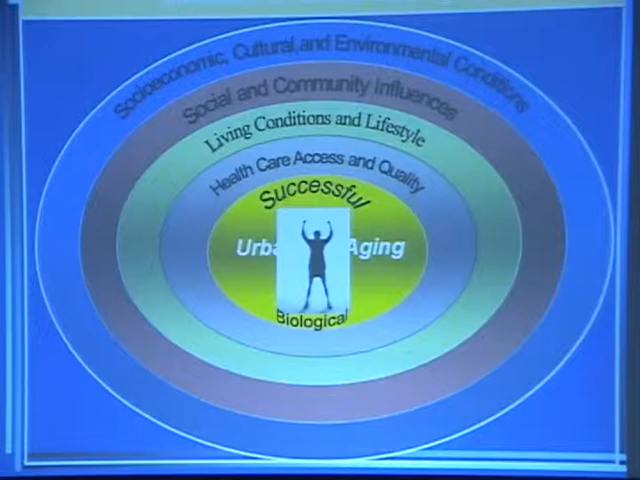 Socioeconomic, Cultural, and Environmental Conditions
Social and Community Influences
Living Conditions and Lifestyle
Health Care Access and Quality
Successful
Aging
Biological